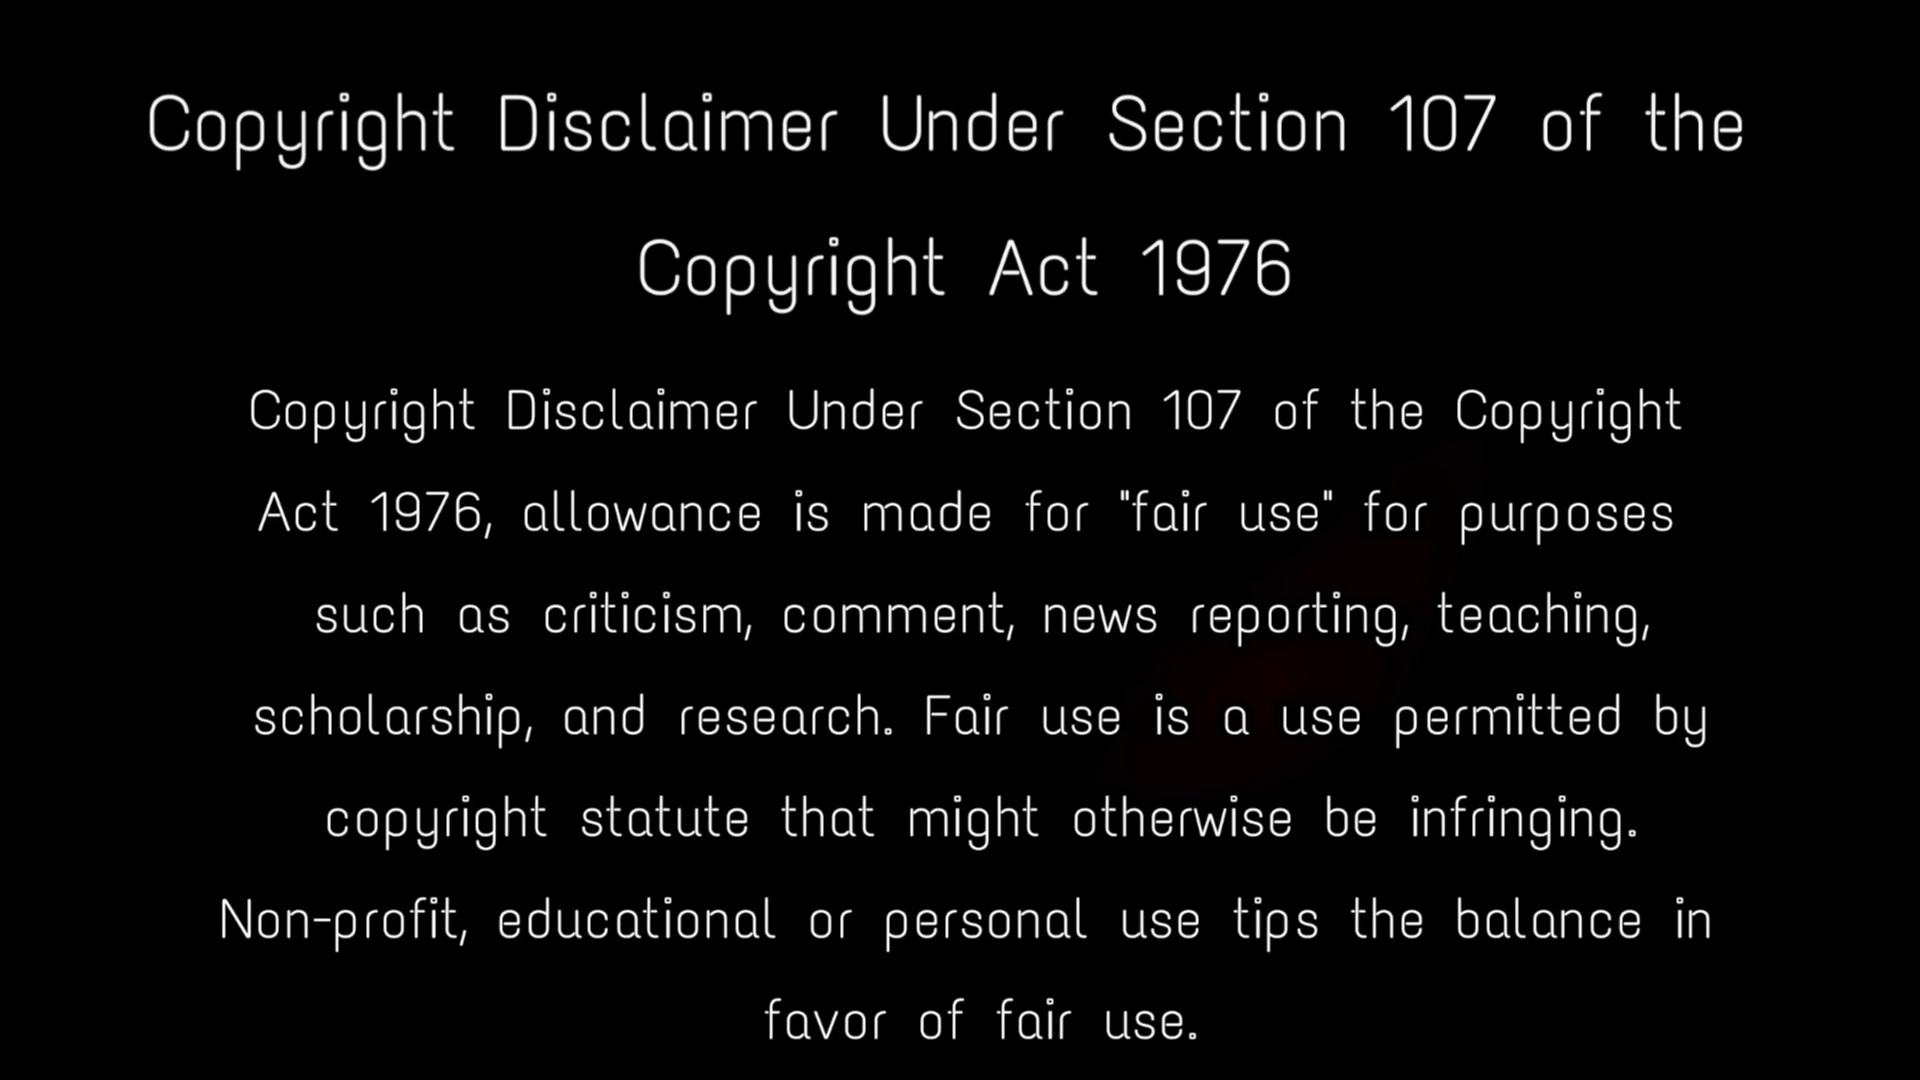 Copyright Disclaimer Under Section 107 of the
Copyright Act 1976
Copyright Disclaimer Under Section 107 of the Copyright
Act 1976, allowance is made for "fair use" for purposes
such as criticism, comment, news reporting, teaching,
scholarship, and research. Fair use is a use permitted by
copyright statute that might otherwise be infringing.
Non-profit, educational or personal use tips the balance in
favor of fair use.